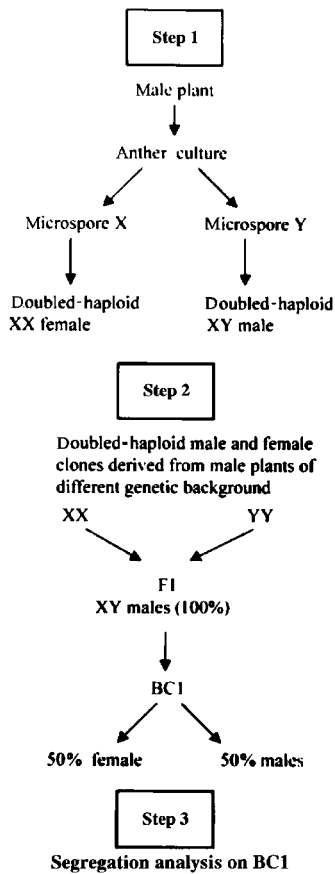 Step 1
Male plant
Anther culture
Microspore X
Microspore Y
Doubled-haploid
XX female
Doubled-haploid
XY male
Step 2
Doubled-haploid male and female
clones derived from male plants of
different genetic background
XX
YY
F1
XY males (100%)
BC1
50% female
50% males
Step 3
Segregation analysis on BC1